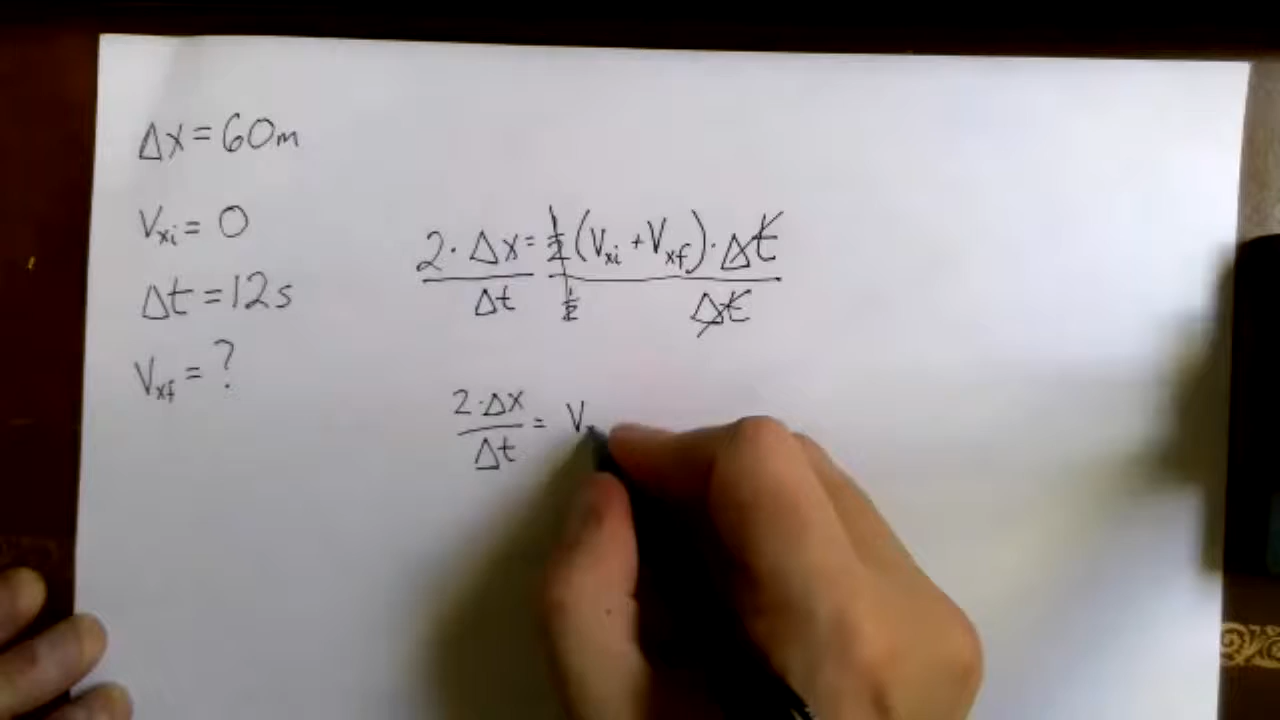 Δx = 60m
Vxi = 0
Δt = 12s
Vxf = ?
2 · Δx = 1/2 (Vxi + Vxf) · Δt
Δt 1/2 Δt
2 · Δx
Δt = Vx